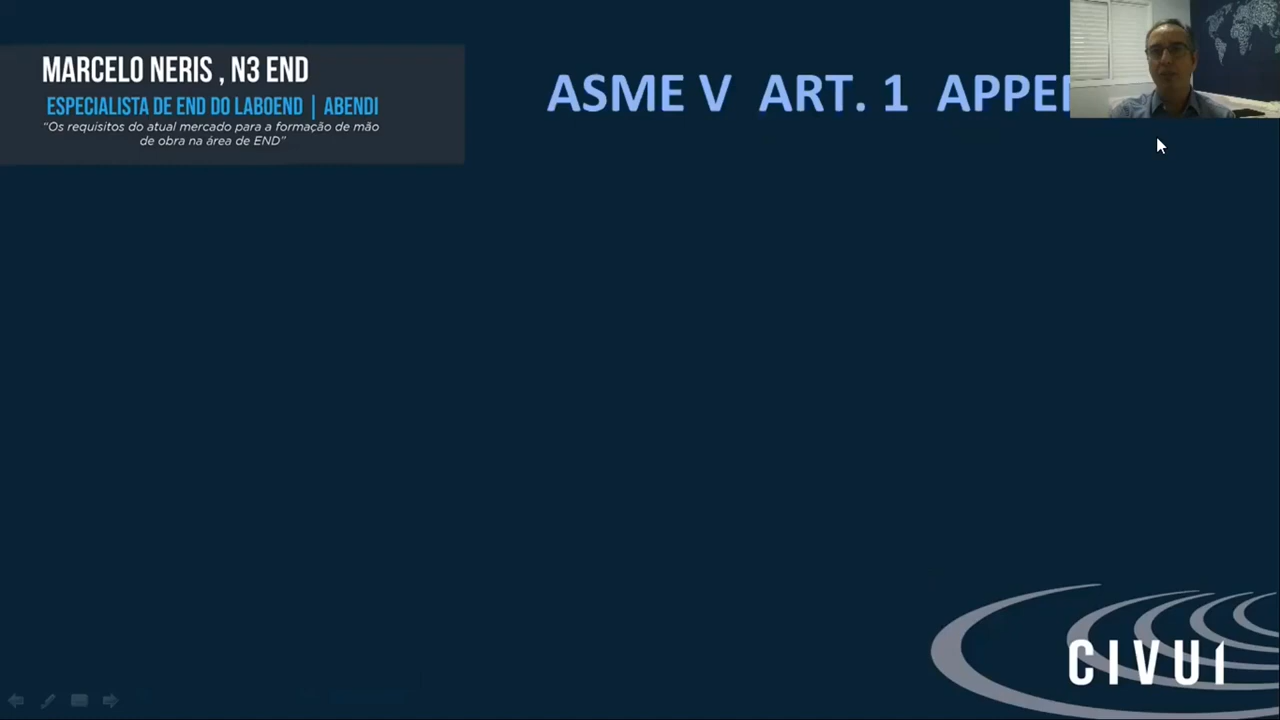 MARCELO NERIS , N3 END
ESPECIALISTA DE END DO LABOEND | ABENDI
“Os requisitos do atual mercado para a formação de mão
de obra na área de END”
ASME V ART. 1
CIVUI